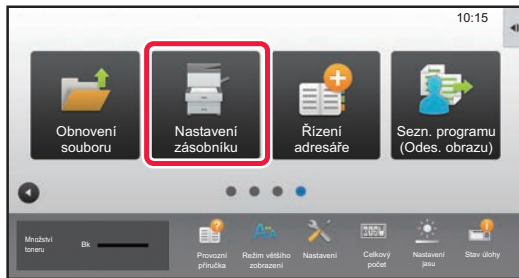 10:15
Obnovení
souboru
Nastavení
zásobníku
Řízení
adresáře
Sezn. programu
(Odes. obrazu)
Množství
toneru
Bk
Provozní
příručka
Režim většího
zobrazení
Nastavení
Celkový
počet
Nastavení
jasu
Stav úlohy